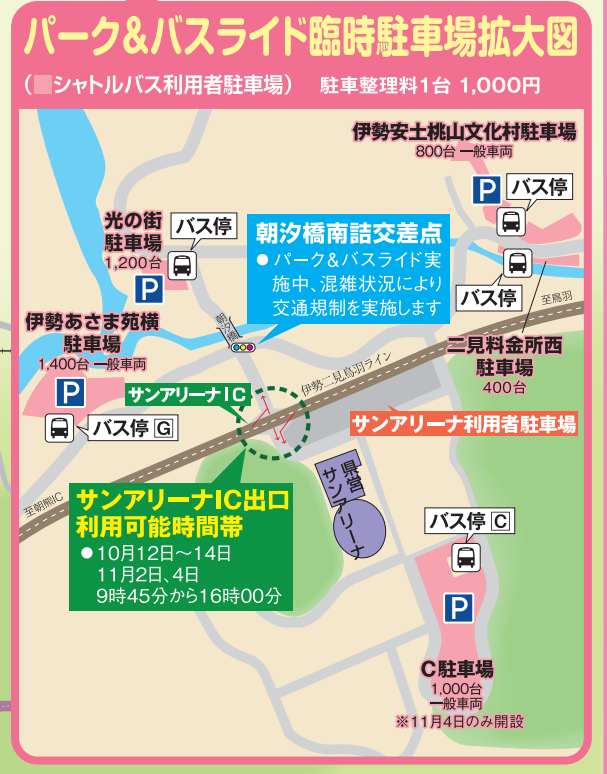 パーク&バスライド臨時駐車場拡大図
(■シャトルバス利用者駐車場) 駐車整理料1台 1,000円
伊勢安土桃山文化村駐車場
800台 一般車両
P
バス停
光の街
駐車場
1,200台
P
バス停
朝汐橋南詰交差点
●パーク&バスライド実
施中、混雑状況により
交通規制を実施します
バス停
至鳥羽
朝汐橋
伊勢あさま苑横
駐車場
1,400台 一般車両
P
バス停 G
二見料金所西
駐車場
400台
伊勢二見鳥羽ライン
サンアリーナIC
サンアリーナ利用者駐車場
県営
サンアリーナ
至朝熊IC
サンアリーナIC出口
利用可能時間帯
●10月12日〜14日
11月2日、4日
9時45分から16時00分
バス停 C
P
C駐車場
1,000台
一般車両
※11月4日のみ開設